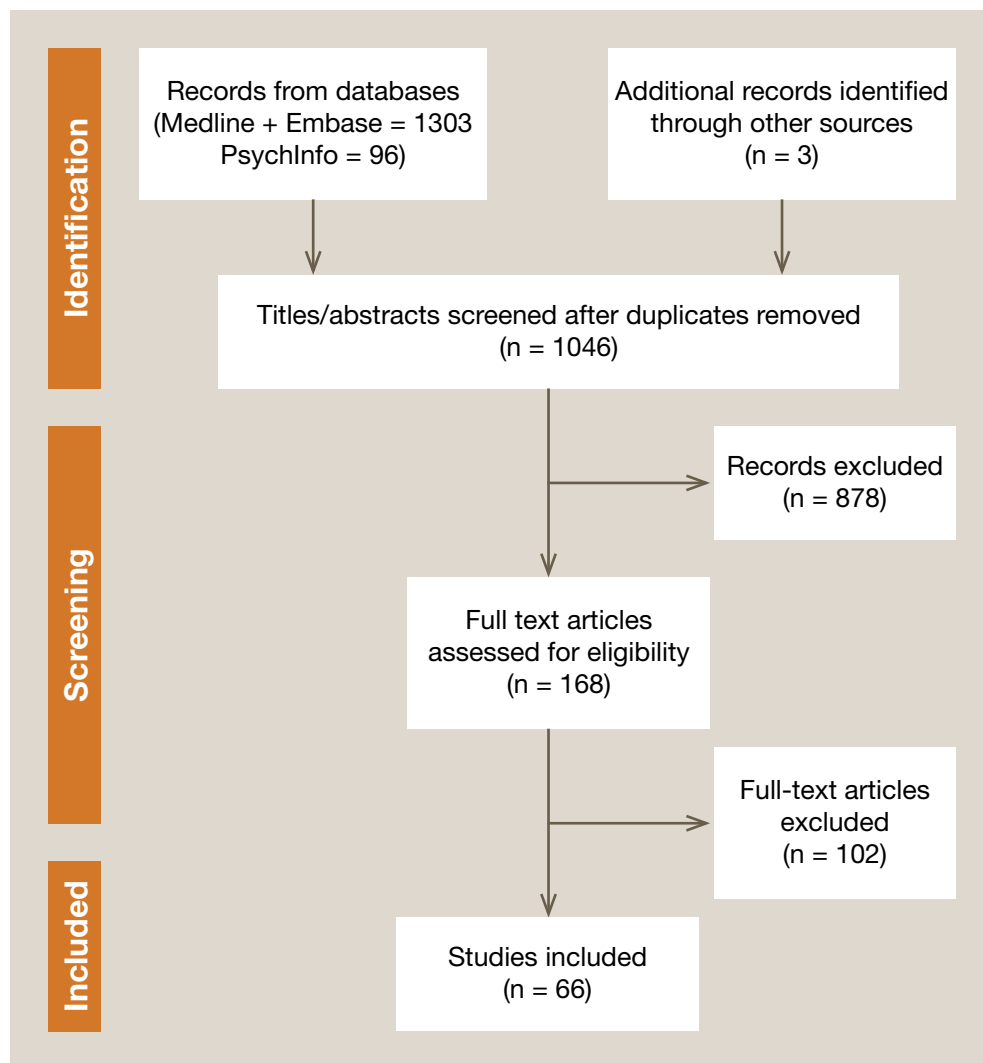 Identification
Records from databases
(Medline + Embase = 1303
PsychInfo = 96)
Additional records identified
through other sources
(n = 3)
Titles/abstracts screened after duplicates removed
(n = 1046)
Screening
Records excluded
(n = 878)
Full text articles
assessed for eligibility
(n = 168)
Full-text articles
excluded
(n = 102)
Included
Studies included
(n = 66)